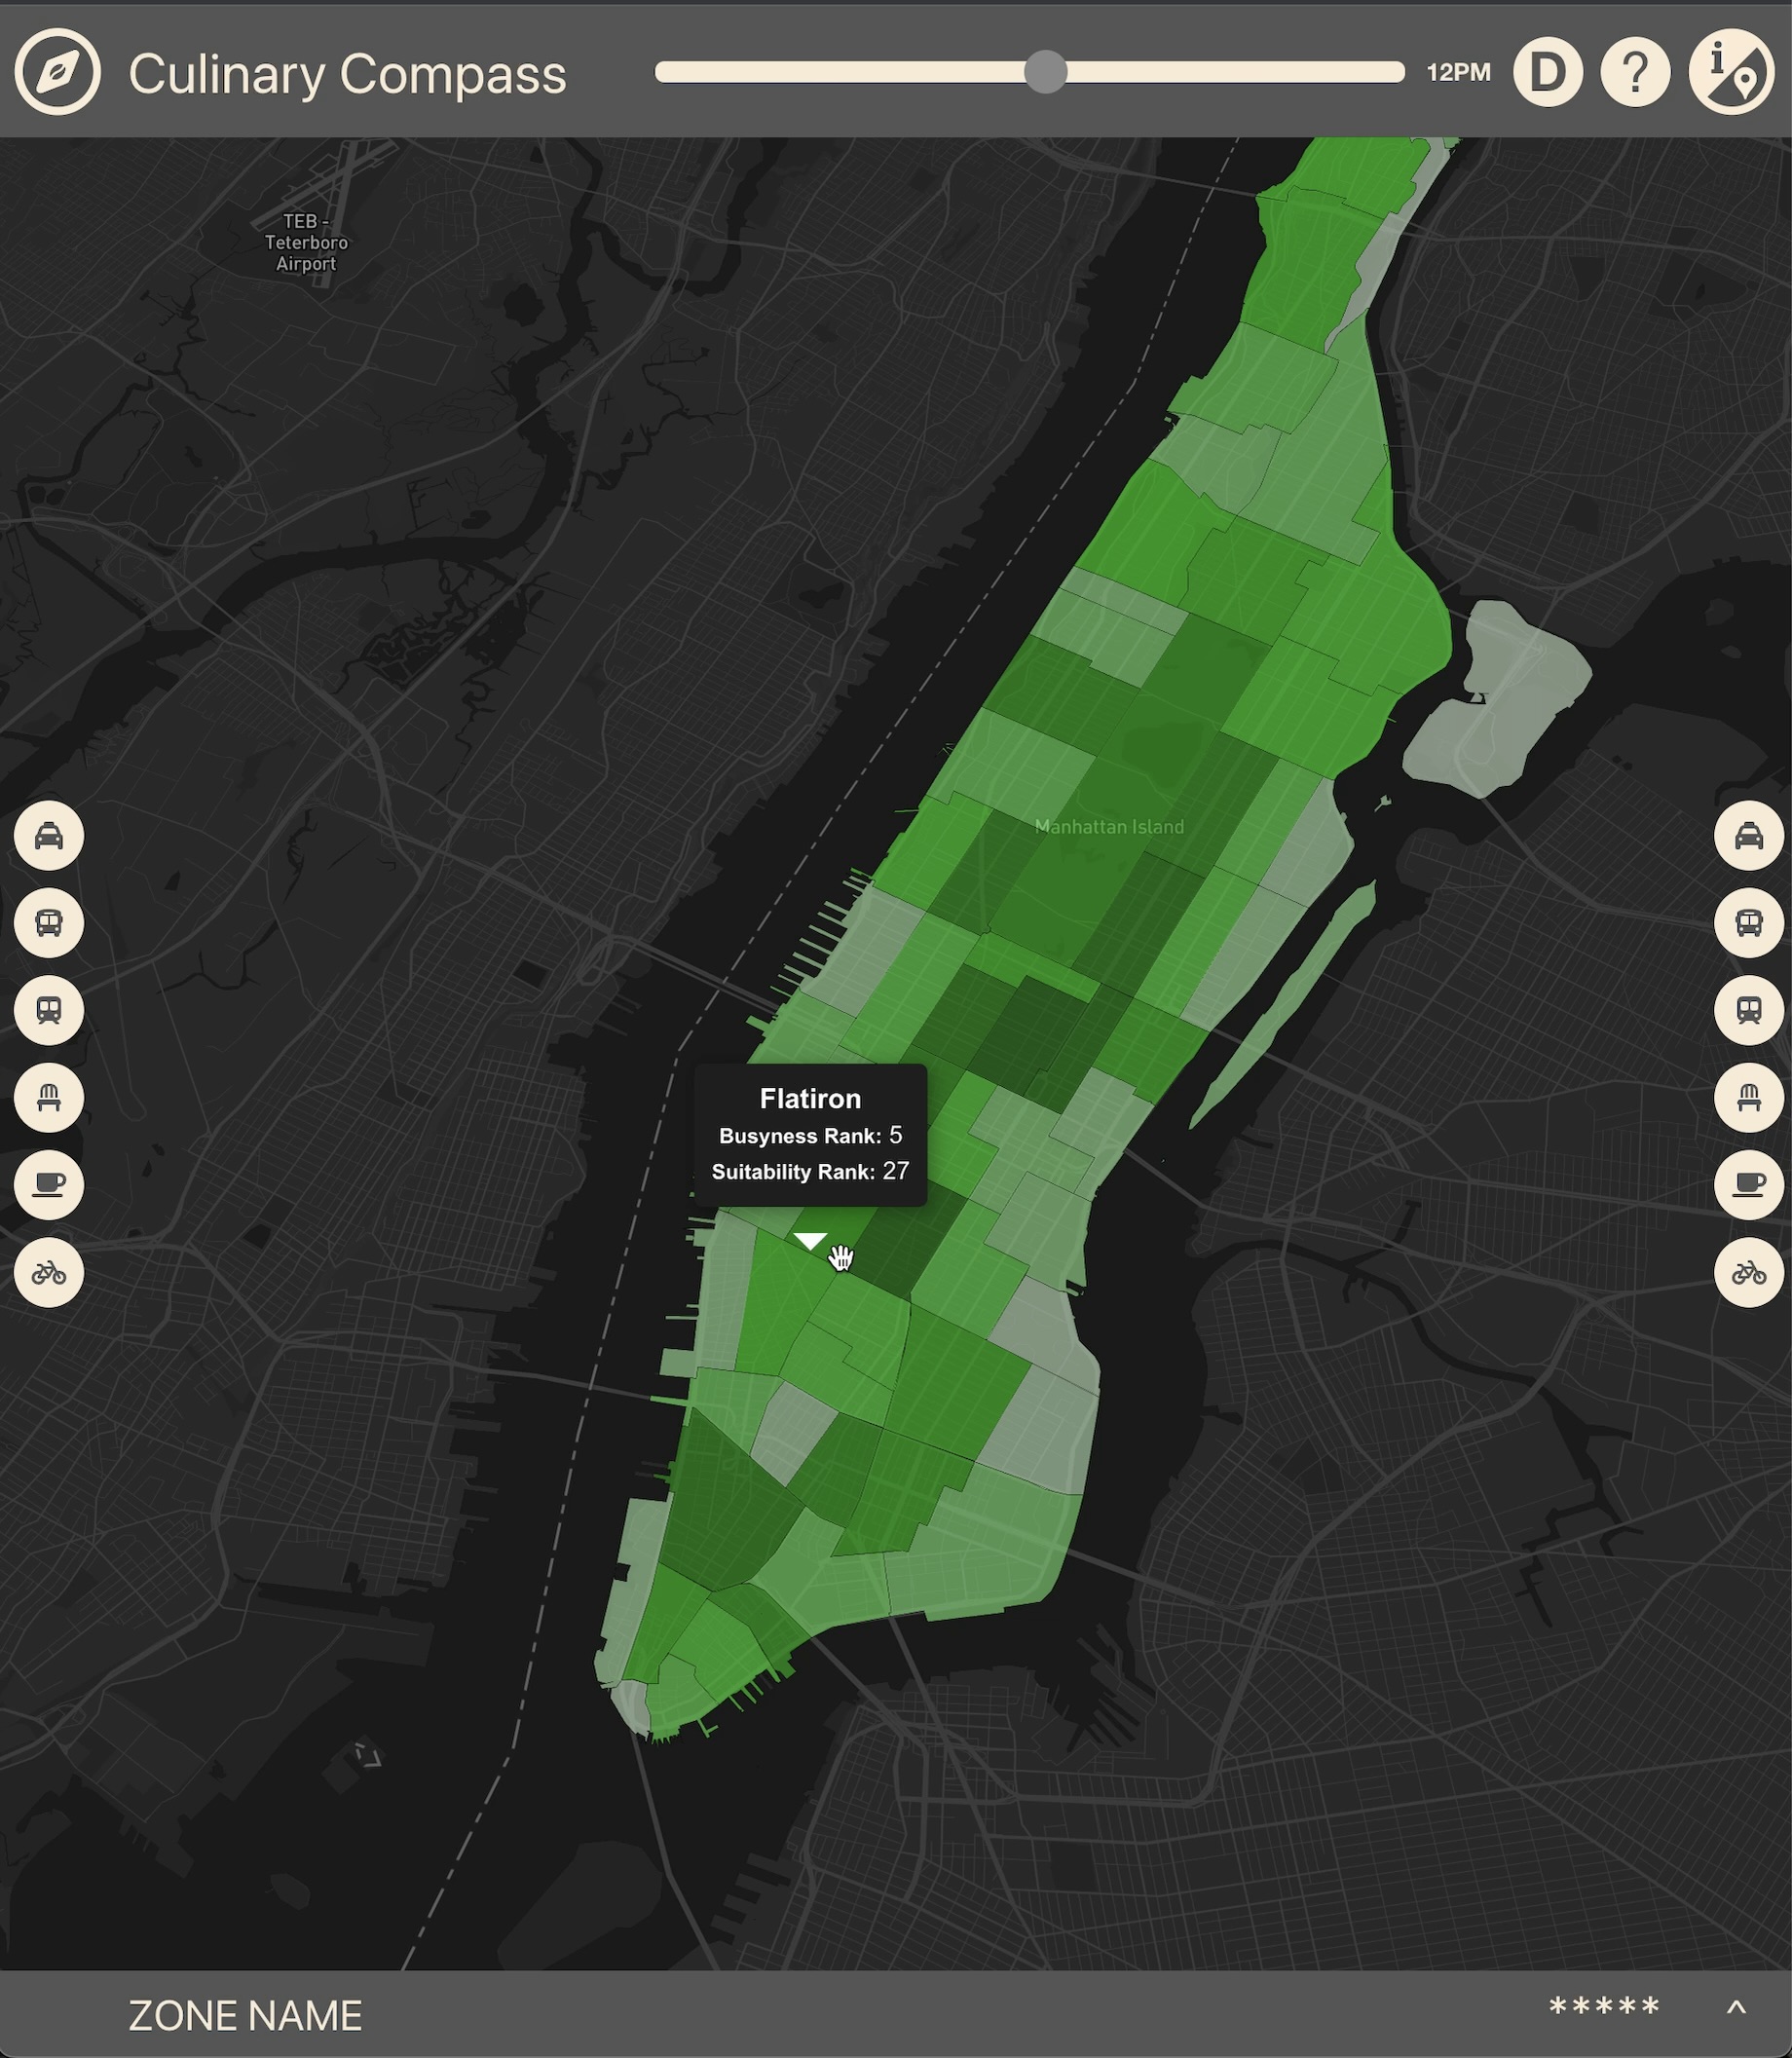 Culinary Compass
12PM
D
?
i
TEB -
Teterboro
Airport
Manhattan Island
Flatiron
Busyness Rank: 5
Suitability Rank: 27
ZONE NAME
*****
^